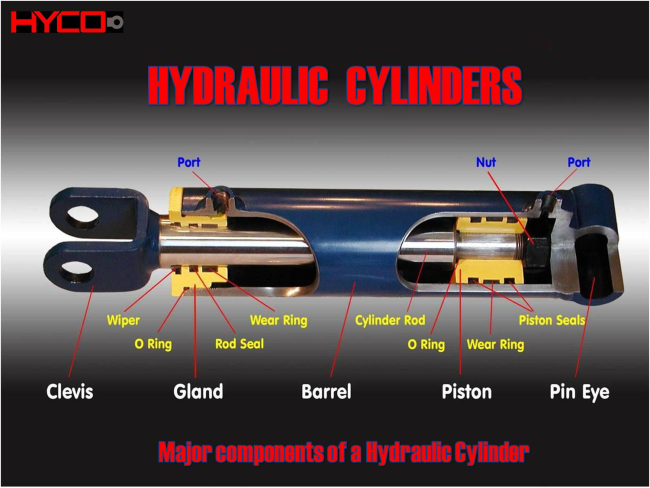 HYCO
HYDRAULIC CYLINDERS
Port
Nut
Port
Wiper
Wear Ring
Cylinder Rod
Piston Seals
O Ring
Rod Seal
O Ring
Wear Ring
Clevis
Gland
Barrel
Piston
Pin Eye
Major components of a Hydraulic Cylinder